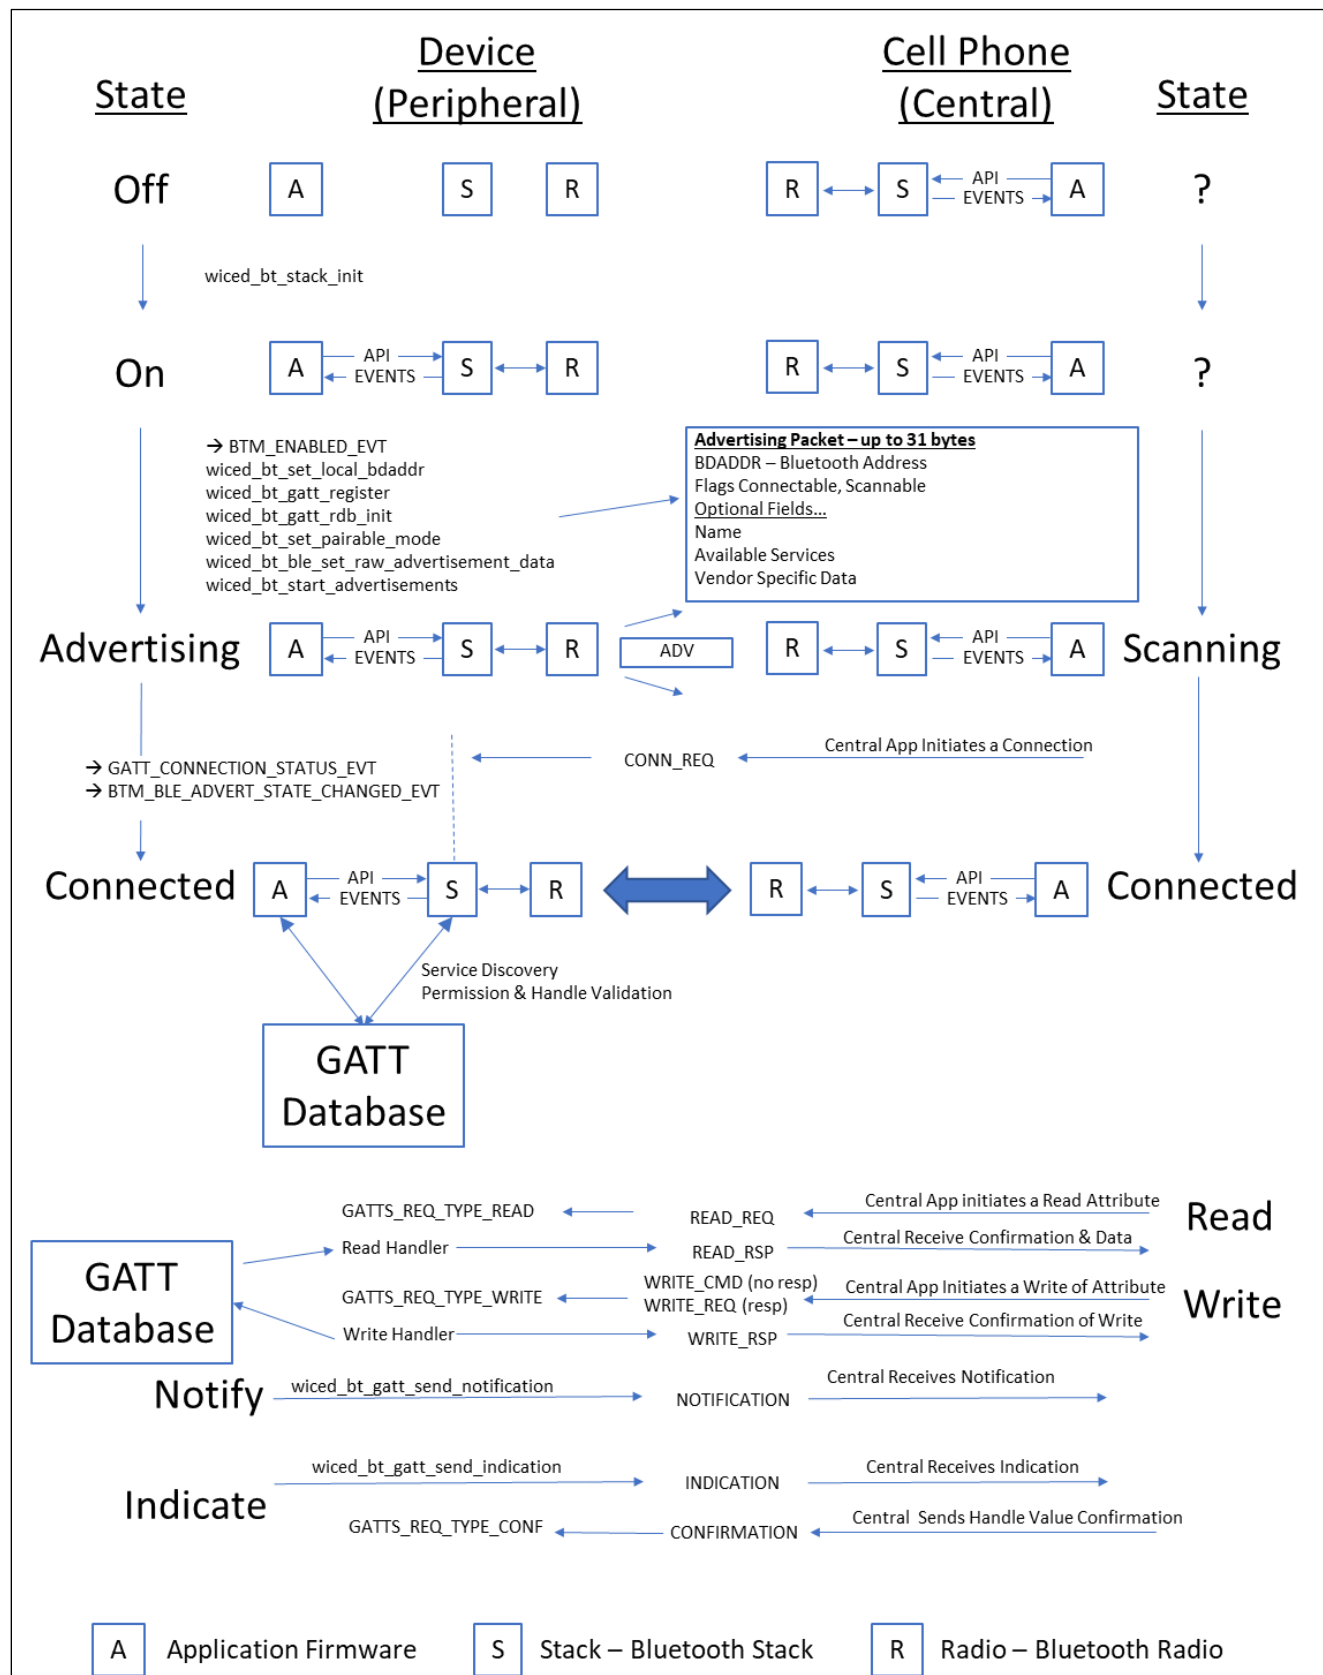 Device
(Peripheral)
Cell Phone
(Central)
State
State
Off
A
S
R
R
S
API
EVENTS
A
?
wiced_bt_stack_init
On
A
API
EVENTS
S
R
R
S
API
EVENTS
A
?
→ BTM_ENABLED_EVT
wiced_bt_set_local_bdaddr
wiced_bt_gatt_register
wiced_bt_gatt_rdb_init
wiced_bt_set_pairable_mode
wiced_bt_ble_set_raw_advertisement_data
wiced_bt_start_advertisements
Advertising Packet – up to 31 bytes
BDADDR – Bluetooth Address
Flags Connectable, Scannable
Optional Fields...
Name
Available Services
Vendor Specific Data
Advertising
A
API
EVENTS
S
R
ADV
R
S
API
EVENTS
A
Scanning
CONN_REQ
Central App Initiates a Connection
→ GATT_CONNECTION_STATUS_EVT
→ BTM_BLE_ADVERT_STATE_CHANGED_EVT
Connected
A
API
EVENTS
S
R
R
S
API
EVENTS
A
Connected
Service Discovery
Permission & Handle Validation
GATT
Database
GATTS_REQ_TYPE_READ
READ_REQ
Central App initiates a Read Attribute
Read
Read Handler
READ_RSP
Central Receive Confirmation & Data
GATT
Database
GATTS_REQ_TYPE_WRITE
WRITE_CMD (no resp)
WRITE_REQ (resp)
Central App Initiates a Write of Attribute
Write
Write Handler
WRITE_RSP
Central Receive Confirmation of Write
Notify
wiced_bt_gatt_send_notification
NOTIFICATION
Central Receives Notification
Indicate
wiced_bt_gatt_send_indication
INDICATION
Central Receives Indication
GATTS_REQ_TYPE_CONF
CONFIRMATION
Central Sends Handle Value Confirmation
A
Application Firmware
S
Stack – Bluetooth Stack
R
Radio – Bluetooth Radio